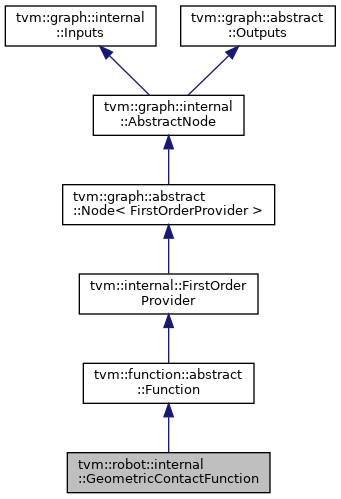 tvm::graph::internal
::Inputs
tvm::graph::abstract
::Outputs
tvm::graph::internal
::AbstractNode
tvm::graph::abstract
::Node< FirstOrderProvider >
tvm::internal::FirstOrder
Provider
tvm::function::abstract
::Function
tvm::robot::internal
::GeometricContactFunction